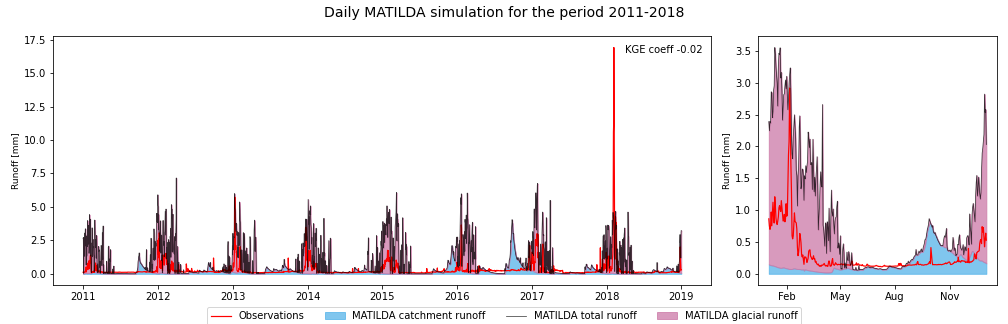 Daily MATILDA simulation for the period 2011-2018
KGE coeff -0.02
Runoff [mm]
17.5
15.0
12.5
10.0
7.5
5.0
2.5
0.0
2011 2012 2013 2014 2015 2016 2017 2018 2019
Runoff [mm]
3.5
3.0
2.5
2.0
1.5
1.0
0.5
0.0
Feb May Aug Nov
Observations MATILDA catchment runoff MATILDA total runoff MATILDA glacial runoff